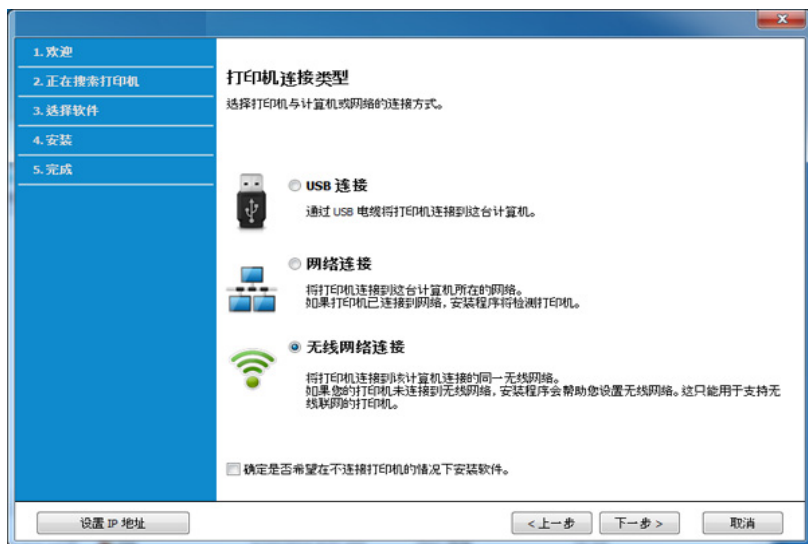 1. 欢迎
2. 正在搜索打印机
3. 选择软件
4. 安装
5. 完成
打印机连接类型
选择打印机与计算机或网络的连接方式。
USB 连接
通过 USB 电缆将打印机连接到这台计算机。
网络连接
将打印机连接到这台计算机所在的网络。
如果打印机已连接到网络, 安装程序将检测打印机。
无线网络连接
将打印机连接到该计算机连接的同一无线网络。
如果您的打印机未连接到无线网络, 安装程序会帮助您设置无线网络。这只能用于支持无
线联网的打印机。
确定是否希望在不连接打印机的情况下安装软件。
设置 IP 地址
< 上一步
下一步 >
取消